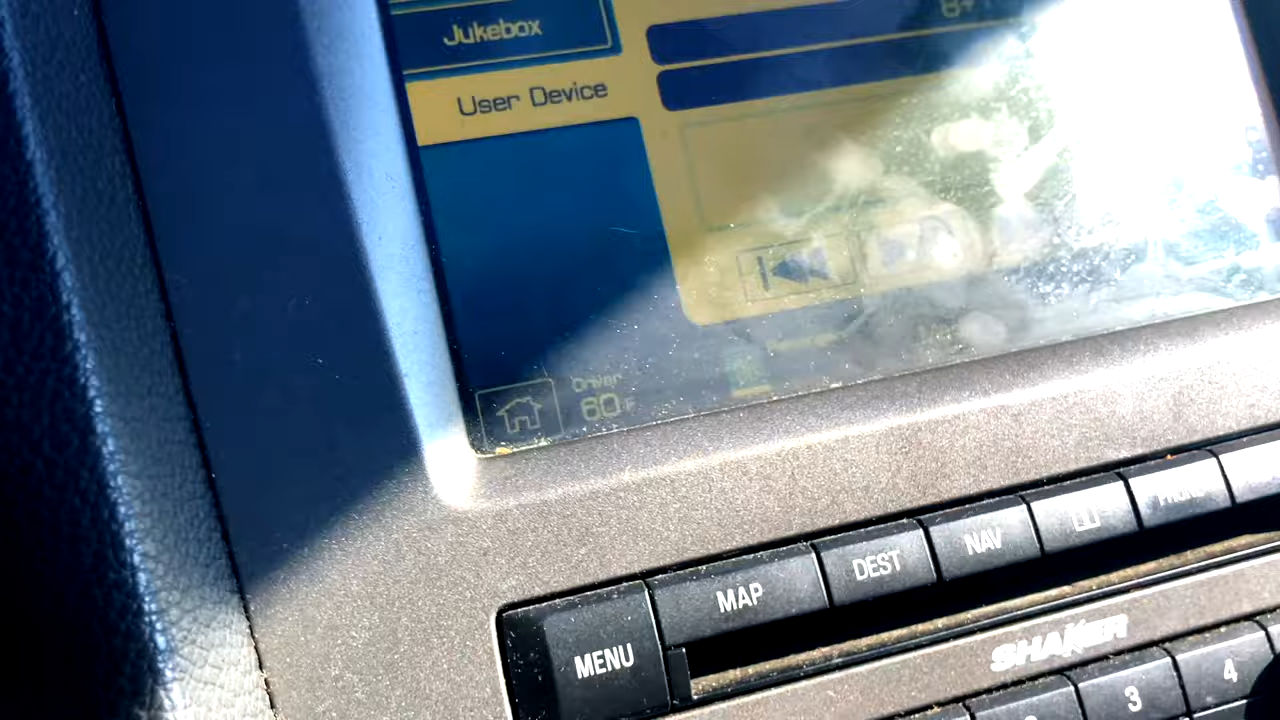 Jukebox
User Device
Driver
60 F
MENU
MAP
DEST
NAV
SHAKER
3
4